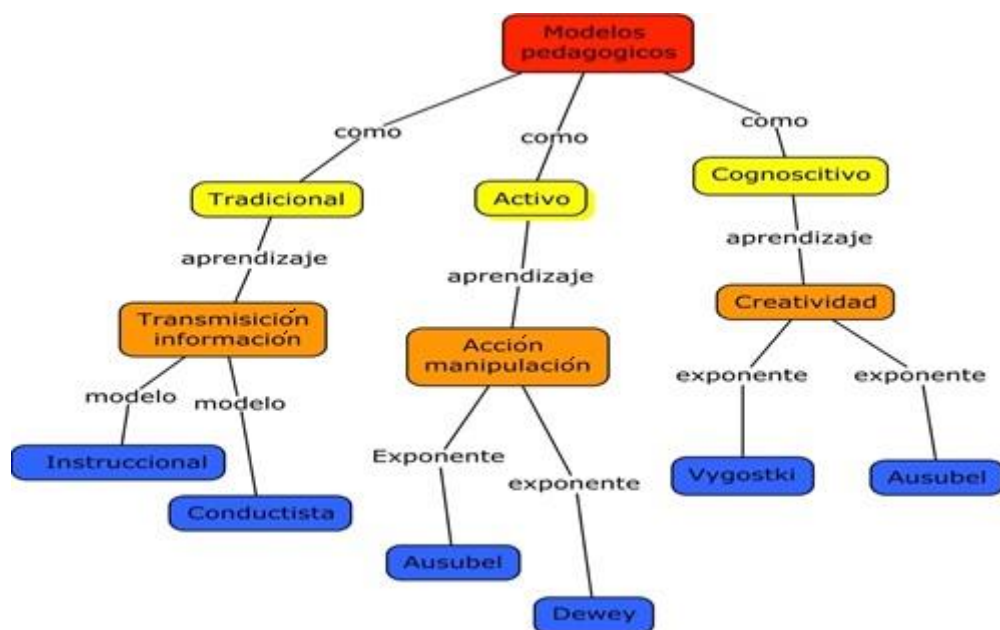 Modelos
pedagogicos
como
como
como
Tradicional
Activo
Cognoscitivo
aprendizaje
aprendizaje
aprendizaje
Transmisición
información
Acción
manipulación
Creatividad
modelo
modelo
Exponente
exponente
exponente
exponente
Instruccional
Conductista
Ausubel
Dewey
Vygostki
Ausubel